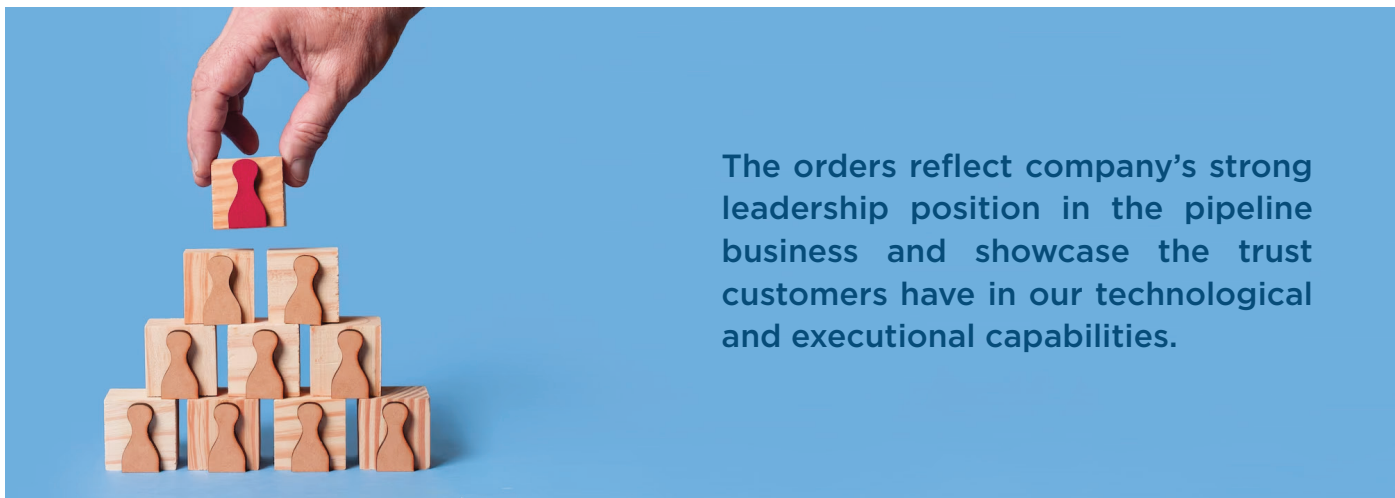 The orders reflect company’s strong
leadership position in the pipeline
business and showcase the trust
customers have in our technological
and executional capabilities.